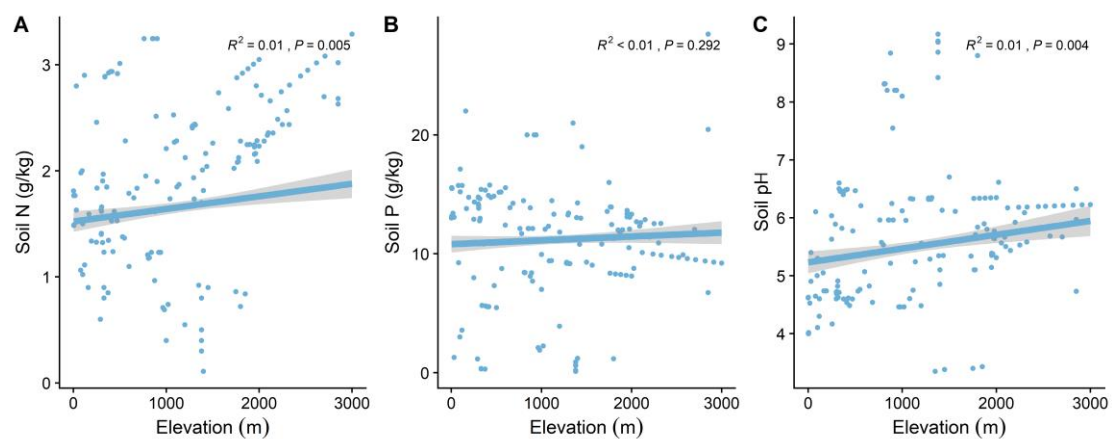 A
R² = 0.01 , P = 0.005
Soil N (g/kg)
3
2
1
0
0 1000 2000 3000
Elevation (m)
B
R² < 0.01 , P = 0.292
Soil P (g/kg)
20
10
0
0 1000 2000 3000
Elevation (m)
C
R² = 0.01 , P = 0.004
Soil pH
9
8
7
6
5
4
0 1000 2000 3000
Elevation (m)